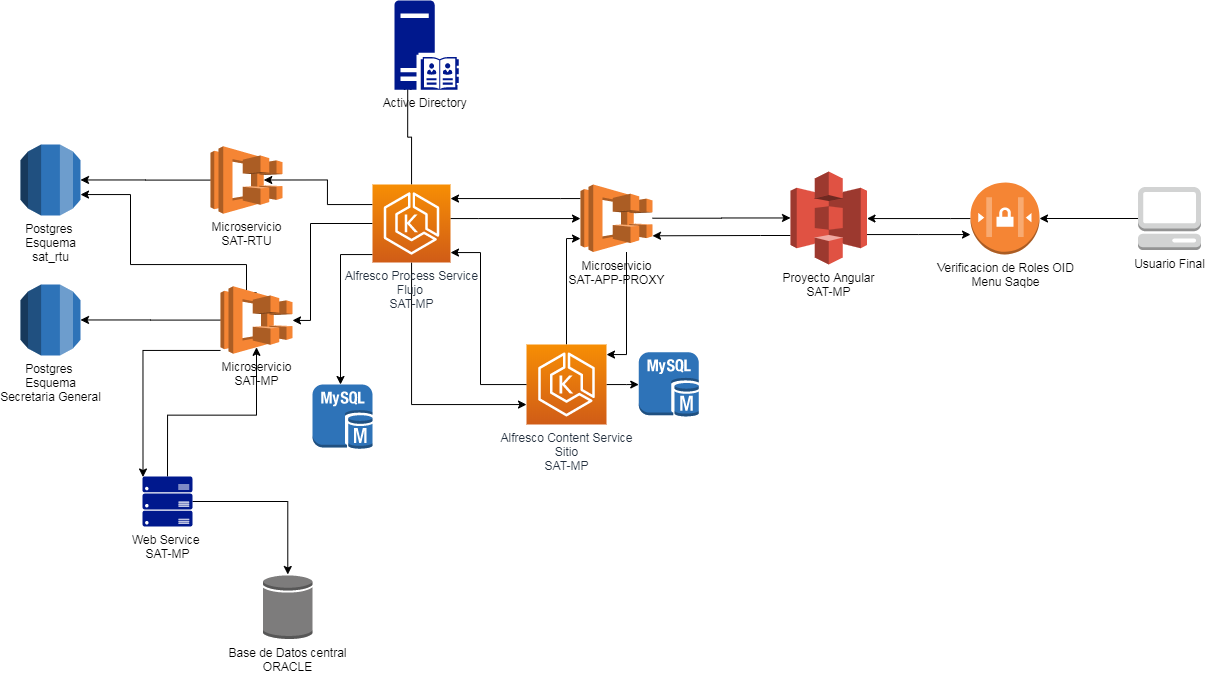 Active Directory
Postgres
Esquema
sat_rtu
Microservicio
SAT-RTU
K
Alfresco Process Service
Flujo
SAT-MP
Microservicio
SAT-APP-PROXY
Proyecto Angular
SAT-MP
Verificacion de Roles OID
Menu Saqbe
Usuario Final
Postgres
Esquema
Secretaria General
Microservicio
SAT-MP
MySQL
M
K
Alfresco Content Service
Sitio
SAT-MP
MySQL
M
Web Service
SAT-MP
Base de Datos central
ORACLE